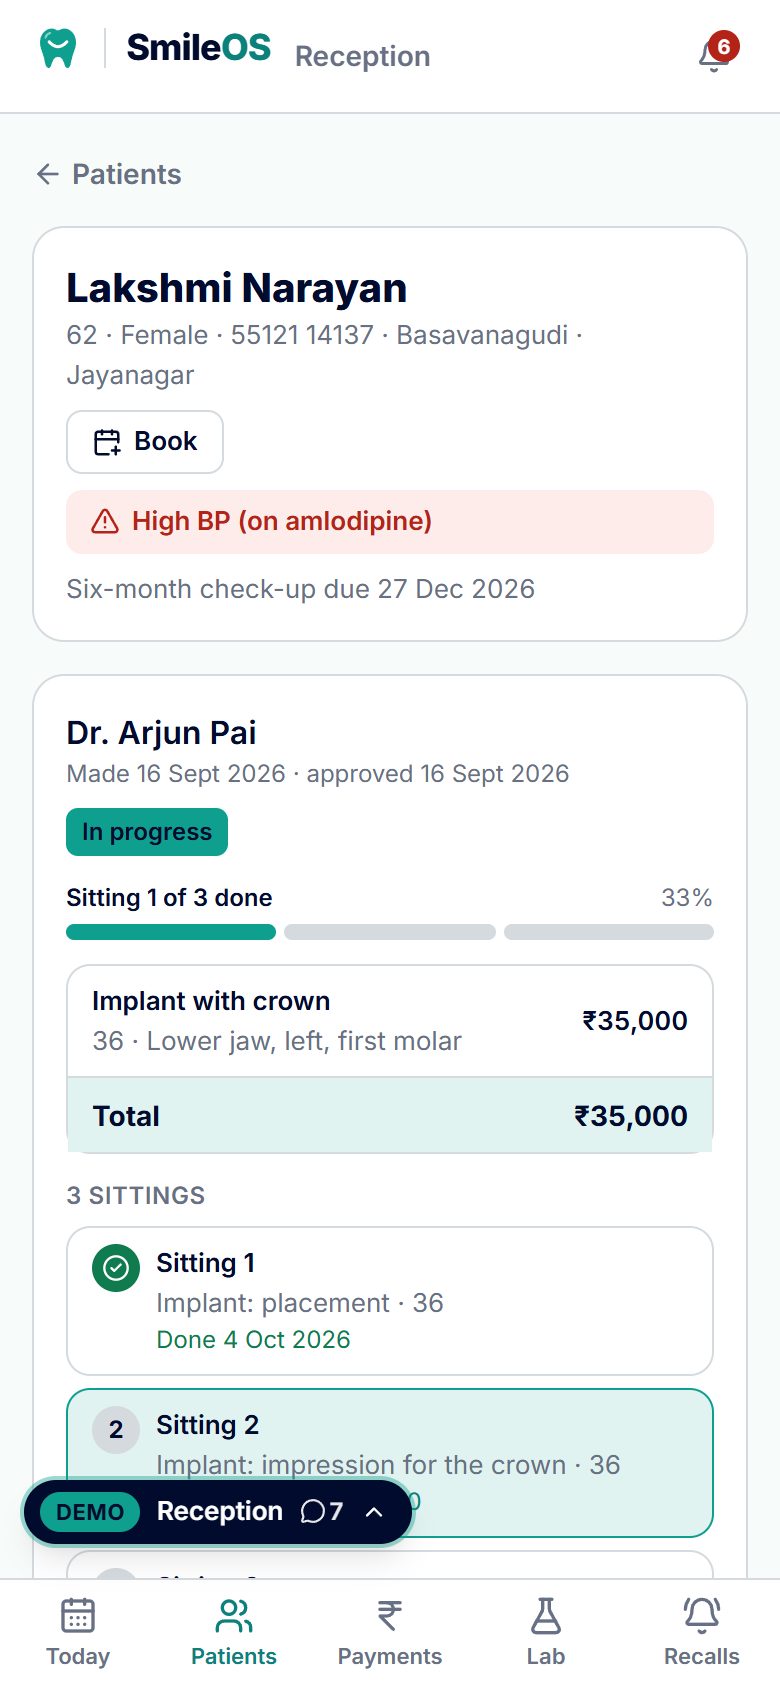 SmileOS Reception 6
Patients
Lakshmi Narayan
62 · Female · 55121 14137 · Basavanagudi ·
Jayanagar
Book
High BP (on amlodipine)
Six-month check-up due 27 Dec 2026
Dr. Arjun Pai
Made 16 Sept 2026 · approved 16 Sept 2026
In progress
Sitting 1 of 3 done 33%
Implant with crown
36 · Lower jaw, left, first molar
₹35,000
Total ₹35,000
3 SITTINGS
Sitting 1
Implant: placement · 36
Done 4 Oct 2026
2 Sitting 2
Implant: impression for the crown · 36
DEMO Reception 7
Today Patients Payments Lab Recalls